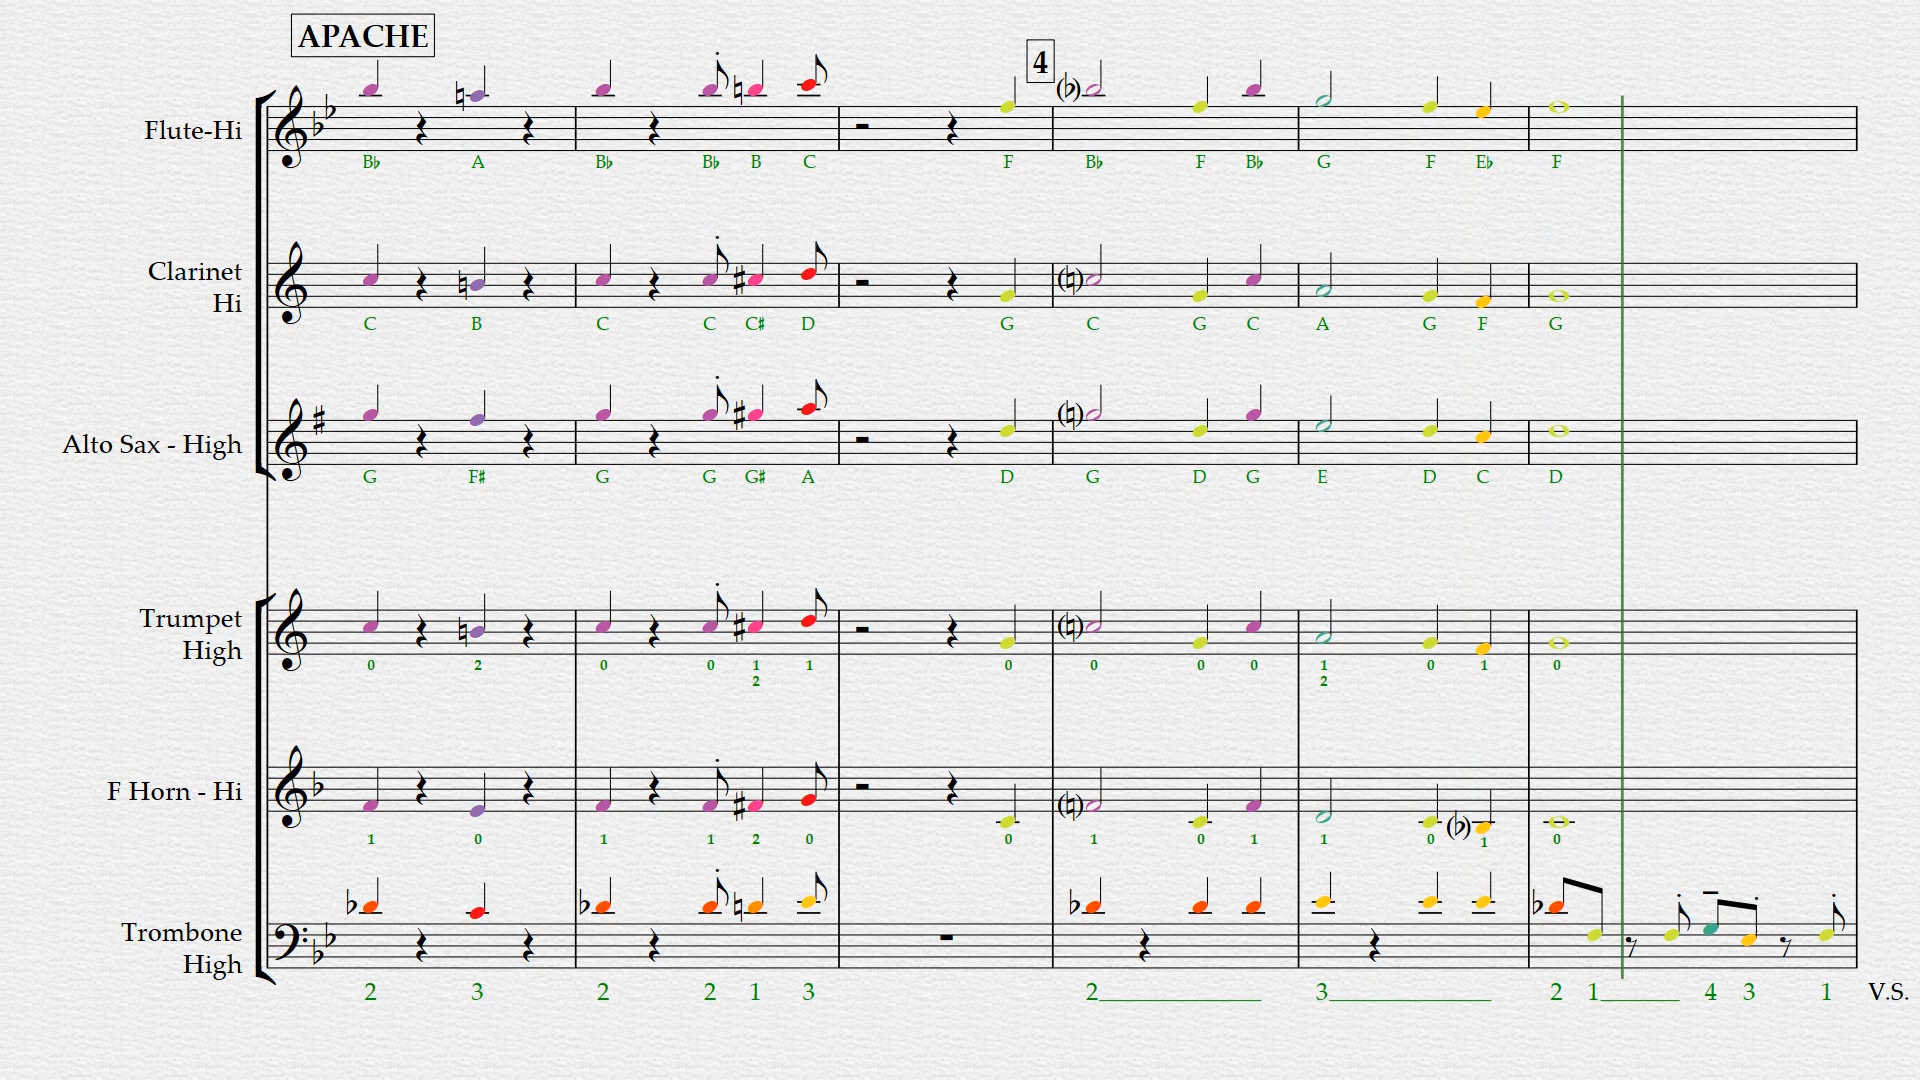 APACHE
4
Flute-Hi
B♭ A B♭ B♭ B C F B♭ F B♭ G F E♭ F
Clarinet
Hi
C B C C C♯ D G C G C A G F G
Alto Sax - High
G F♯ G G G♯ A D G D G E D C D
Trumpet
High
0 2 0 0 1 1 0 0 0 0 1 0 1 0
2 2
F Horn - Hi
1 0 1 1 2 0 0 1 0 1 1 0 1 0
Trombone
High
2 3 2 2 1 3 2 3 2 1 4 3 1 V.S.